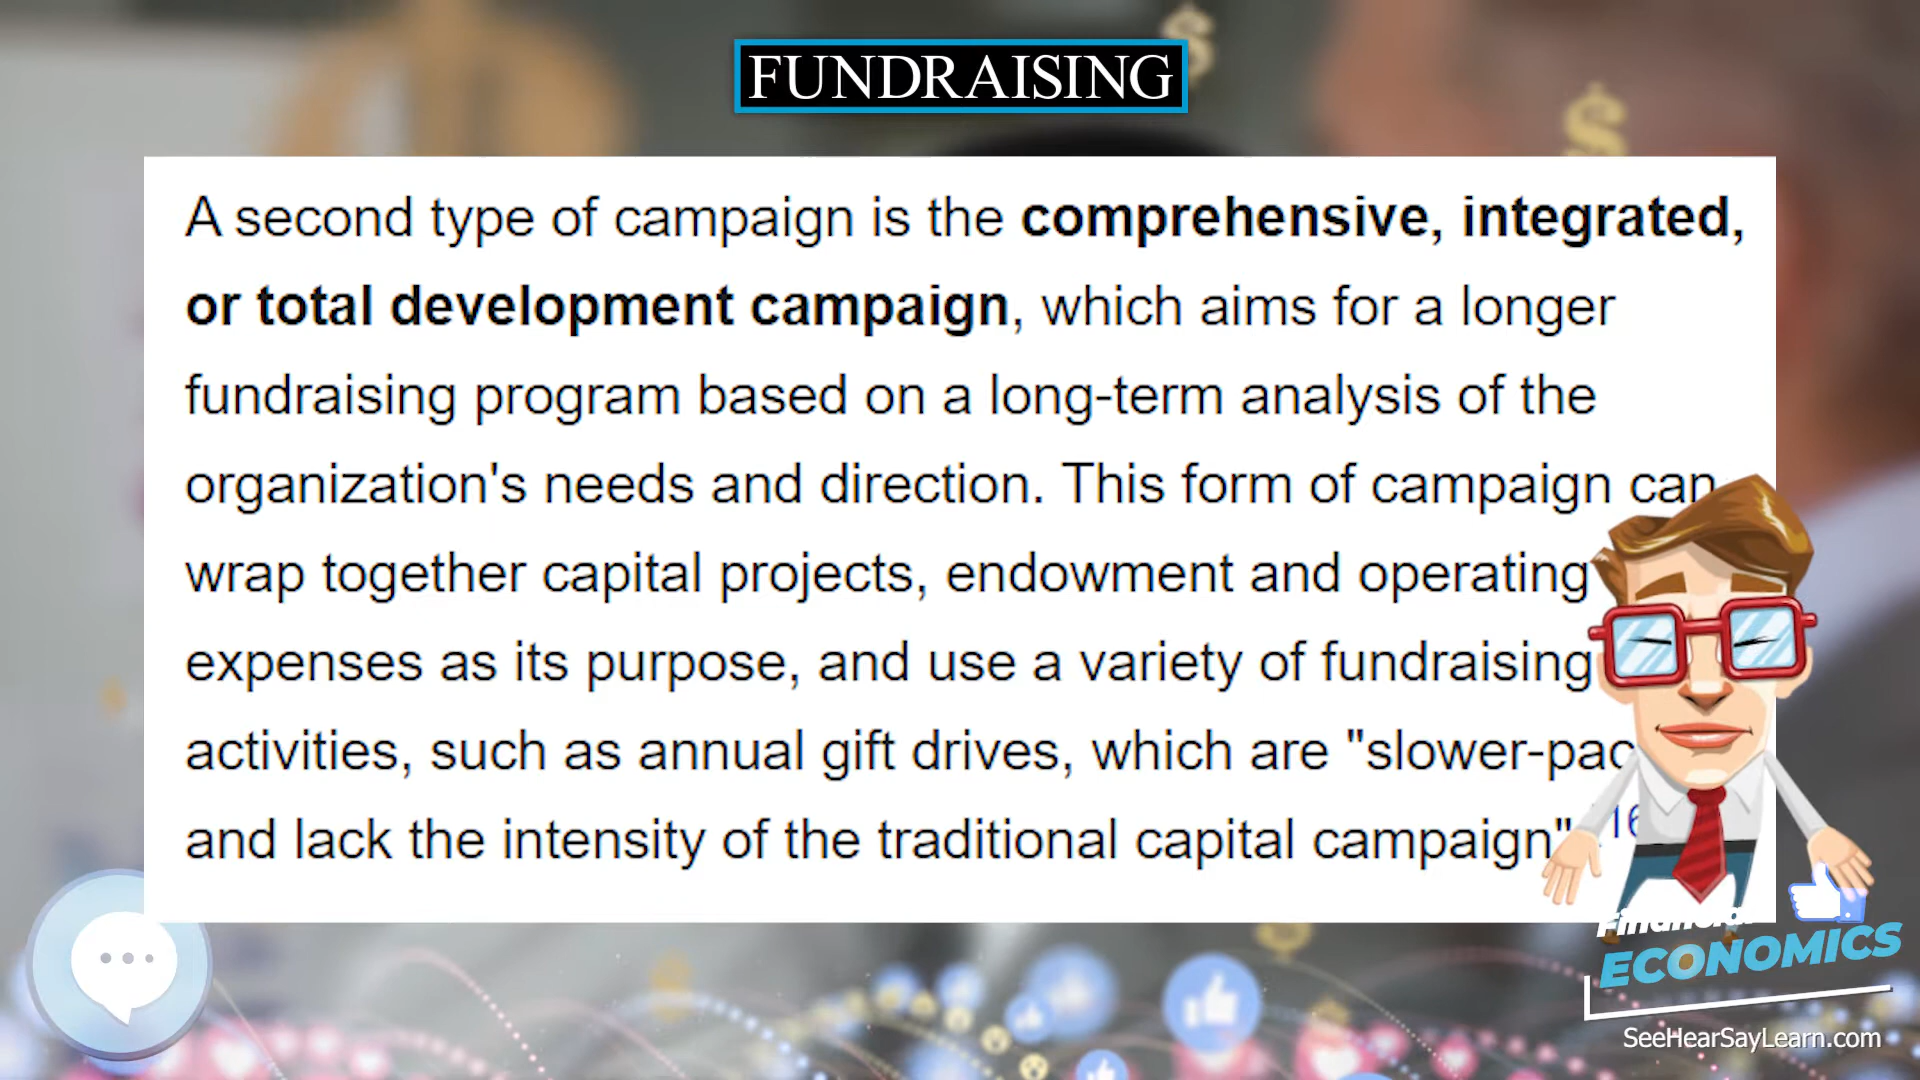 FUNDRAISING
A second type of campaign is the comprehensive, integrated,
or total development campaign, which aims for a longer
fundraising program based on a long-term analysis of the
organization's needs and direction. This form of campaign can
wrap together capital projects, endowment and operating
expenses as its purpose, and use a variety of fundraising
activities, such as annual gift drives, which are "slower-pac
and lack the intensity of the traditional capital campaign".
ECONOMICS
SeeHearSayLearn.com